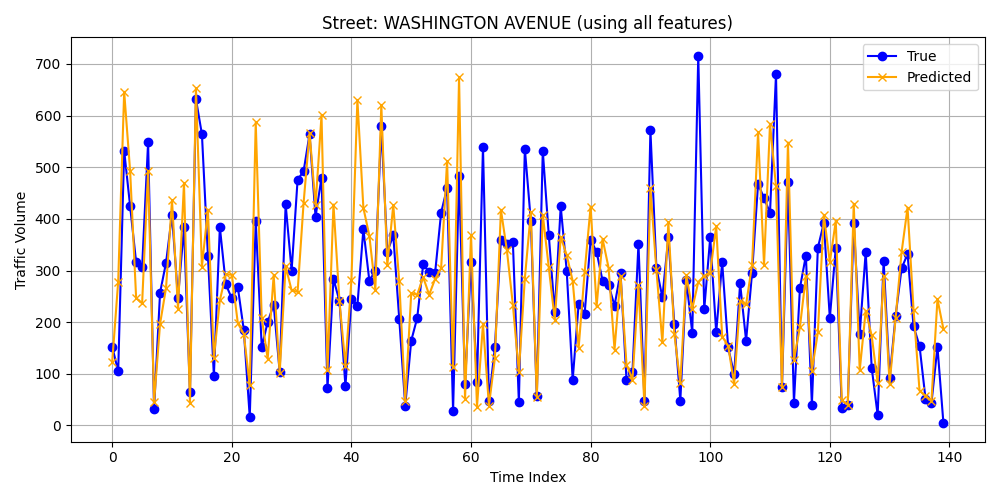 Street: WASHINGTON AVENUE (using all features)
True
Predicted
Traffic Volume
700
600
500
400
300
200
100
0
0 20 40 60 80 100 120 140
Time Index